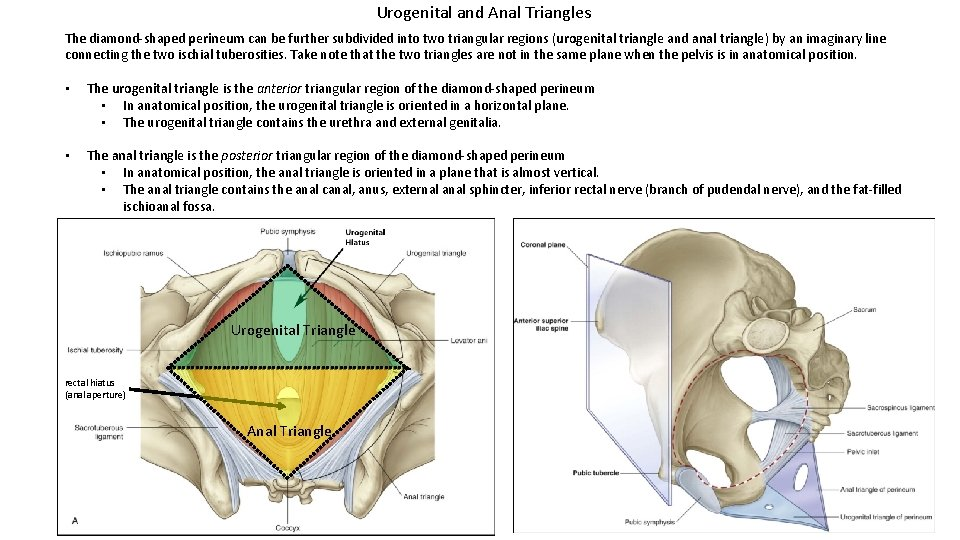 Urogenital and Anal Triangles
The diamond-shaped perineum can be further subdivided into two triangular regions (urogenital triangle and anal triangle) by an imaginary line
connecting the two ischial tuberosities. Take note that the two triangles are not in the same plane when the pelvis is in anatomical position.
• The urogenital triangle is the anterior triangular region of the diamond-shaped perineum
• In anatomical position, the urogenital triangle is oriented in a horizontal plane.
• The urogenital triangle contains the urethra and external genitalia.
• The anal triangle is the posterior triangular region of the diamond-shaped perineum
• In anatomical position, the anal triangle is oriented in a plane that is almost vertical.
• The anal triangle contains the anal canal, anus, external anal sphincter, inferior rectal nerve (branch of pudendal nerve), and the fat-filled
ischioanal fossa.
Pubic symphysis
Urogenital
Hiatus
Ischiopubic ramus
Urogenital triangle
Urogenital Triangle
Levator ani
Ischial tuberosity
rectal hiatus
(anal aperture)
Sacrotuberous
ligament
Anal Triangle
Anal triangle
A
Coccyx
Coronal plane
Anterior superior
iliac spine
Sacrum
Sacrospinous ligament
Sacrotuberous ligament
Pelvic inlet
Pubic tubercle
Anal triangle of perineum
Pubic symphysis
Urogenital triangle of perineum